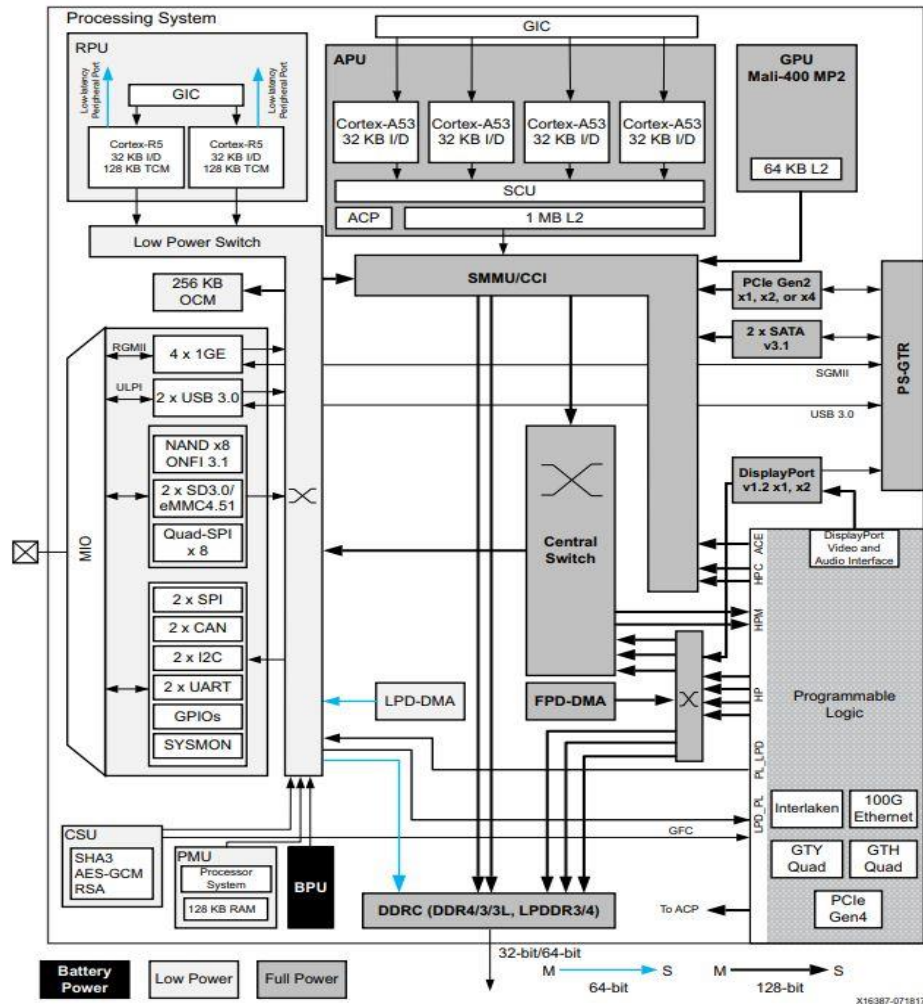 Processing System
RPU
Low-latency
Peripheral Port
GIC
Low-latency
Peripheral Port
Cortex-R5
32 KB I/D
128 KB TCM
Cortex-R5
32 KB I/D
128 KB TCM
GIC
APU
Cortex-A53
32 KB I/D
Cortex-A53
32 KB I/D
Cortex-A53
32 KB I/D
Cortex-A53
32 KB I/D
SCU
ACP
1 MB L2
GPU
Mali-400 MP2
64 KB L2
Low Power Switch
256 KB
OCM
SMMU/CCI
PCIe Gen2
x1, x2, or x4
2 x SATA
v3.1
PS-GTR
SGMII
USB 3.0
MIO
RGMII
4 x 1GE
ULPI
2 x USB 3.0
NAND x8
ONFI 3.1
2 x SD3.0/
eMMC4.51
Quad-SPI
x 8
2 x SPI
2 x CAN
2 x I2C
2 x UART
GPIOs
SYSMON
Central
Switch
DisplayPort
v1.2 x1, x2
DisplayPort
Video and
Audio Interface
ACE
HPC
HPM
HP
PL_LPD
LPD_PL
Programmable
Logic
LPD-DMA
FPD-DMA
Interlaken
100G
Ethernet
GTY
Quad
GTH
Quad
PCIe
Gen4
GFC
To ACP
CSU
SHA3
AES-GCM
RSA
PMU
Processor
System
128 KB RAM
BPU
DDRC (DDR4/3/3L, LPDDR3/4)
32-bit/64-bit
Battery
Power
Low Power
Full Power
M S
64-bit
M S
128-bit